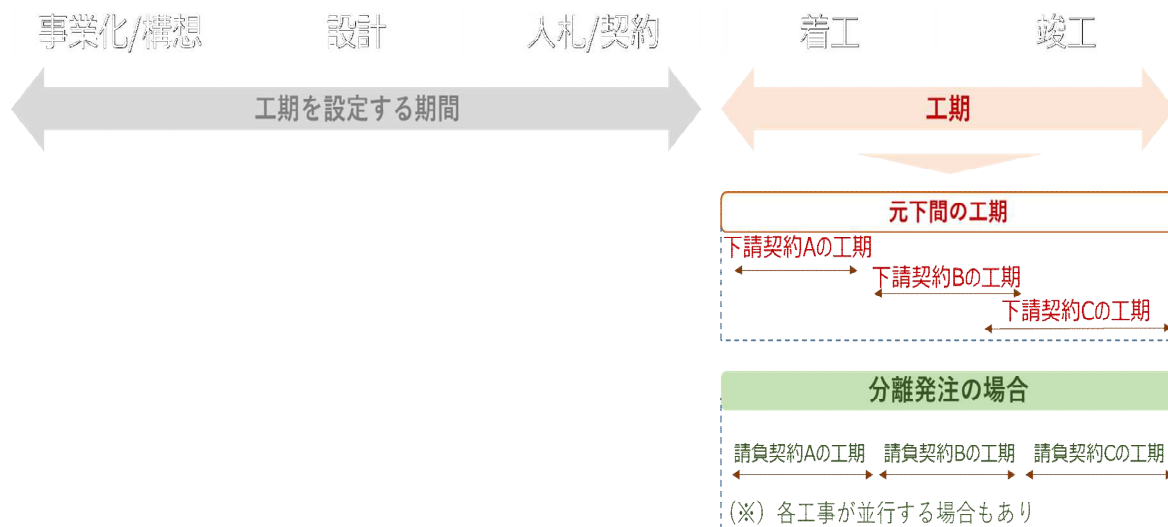 事業化/構想 設計 入札/契約 着工 竣工
工期を設定する期間 工期
元下間の工期
下請契約Aの工期
下請契約Bの工期
下請契約Cの工期
分離発注の場合
請負契約Aの工期 請負契約Bの工期 請負契約Cの工期
(※) 各工事が並行する場合もあり